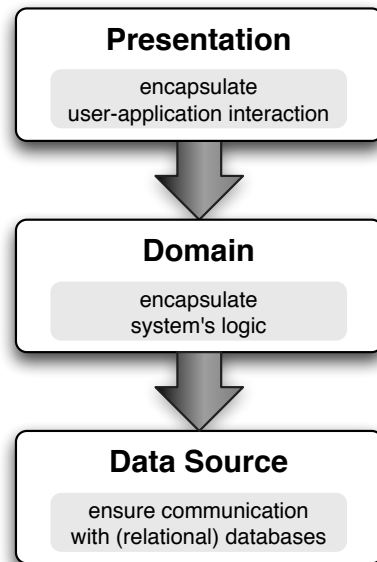 Presentation
encapsulate
user-application interaction
Domain
encapsulate
system's logic
Data Source
ensure communication
with (relational) databases